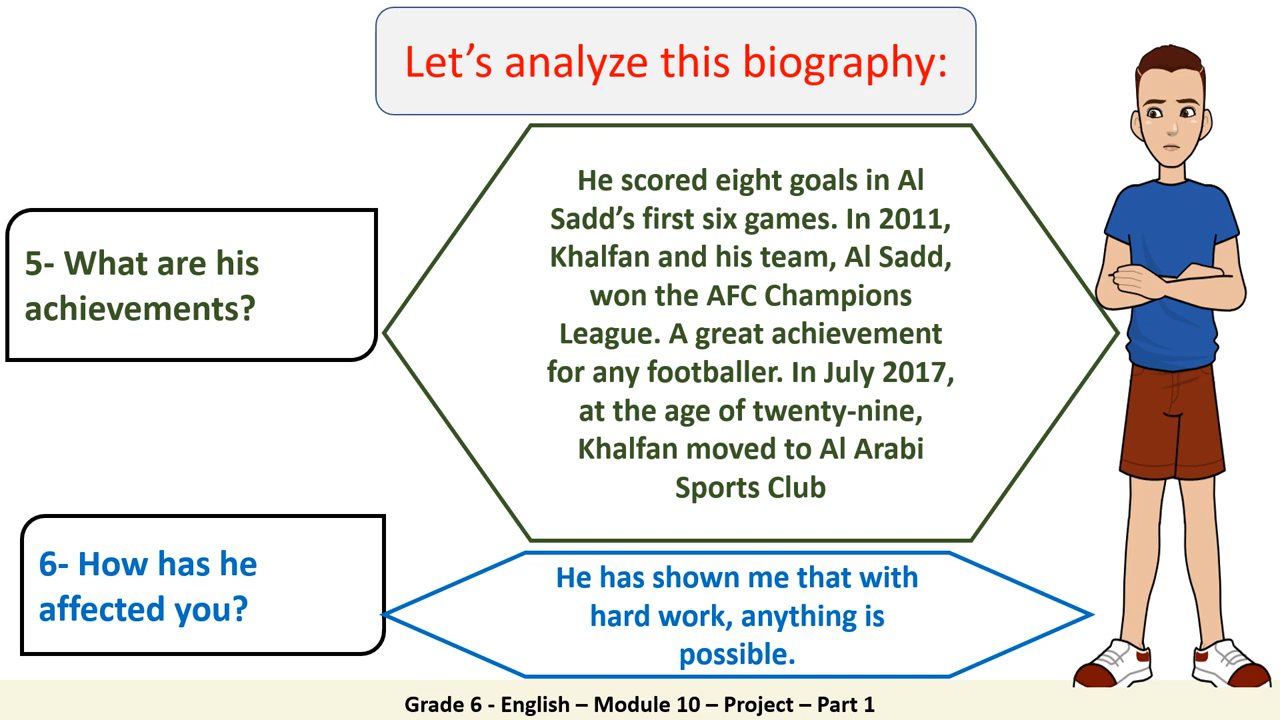 Let’s analyze this biography:
5- What are his
achievements?
He scored eight goals in Al
Sadd’s first six games. In 2011,
Khalfan and his team, Al Sadd,
won the AFC Champions
League. A great achievement
for any footballer. In July 2017,
at the age of twenty-nine,
Khalfan moved to Al Arabi
Sports Club
6- How has he
affected you?
He has shown me that with
hard work, anything is
possible.
Grade 6 - English – Module 10 – Project – Part 1